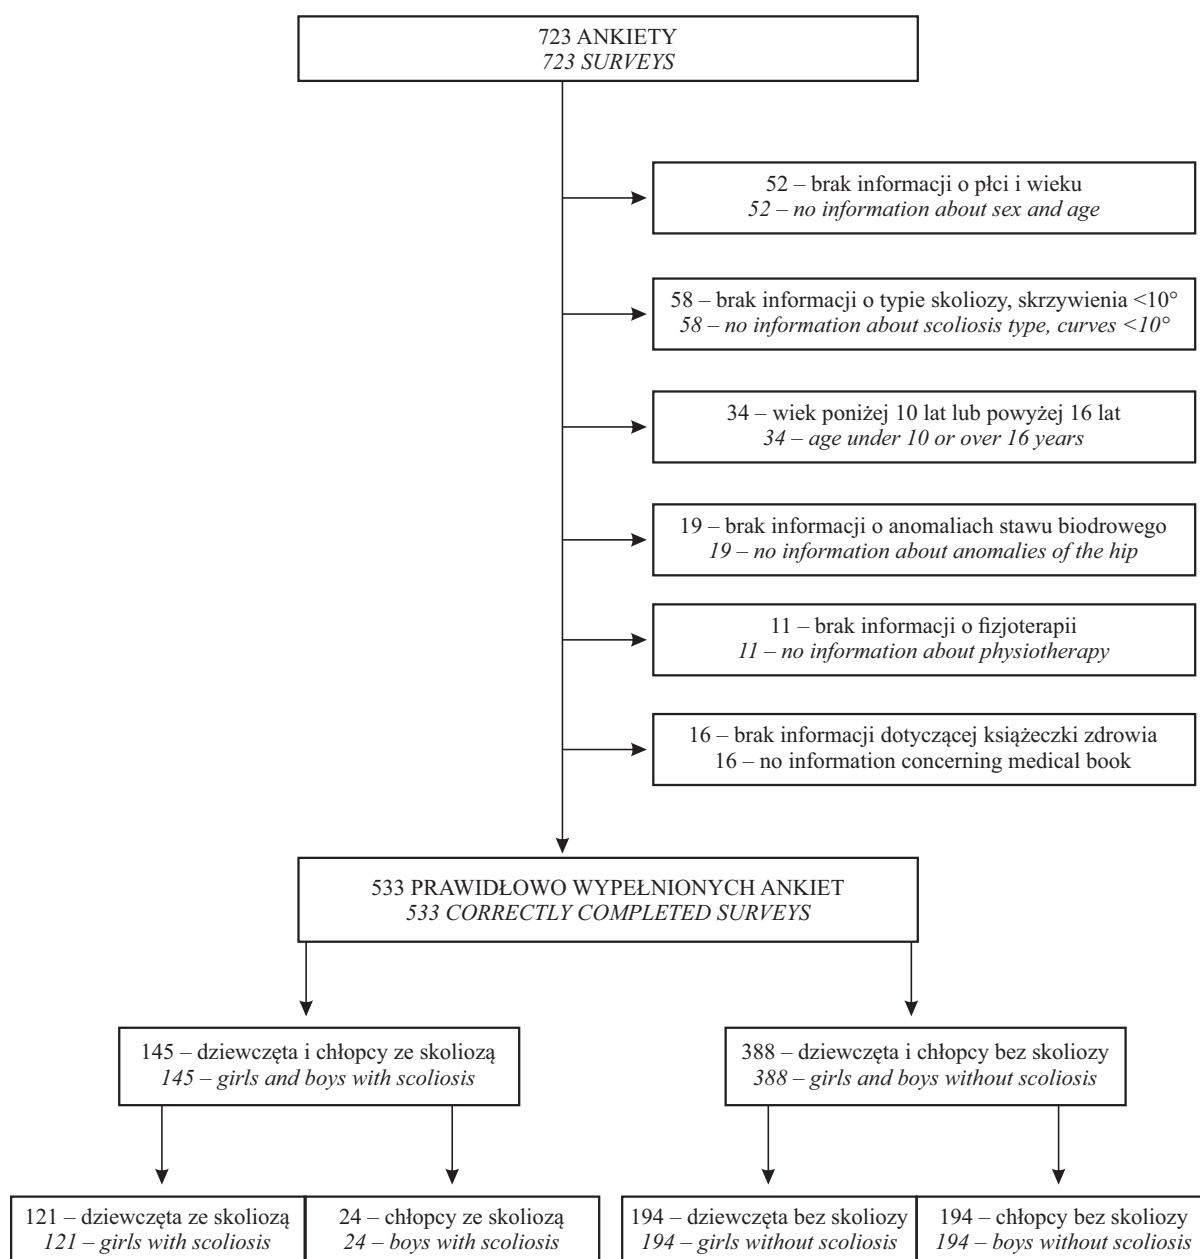 723 ANKIETY
723 SURVEYS
52 – brak informacji o płci i wieku
52 – no information about sex and age
58 – brak informacji o typie skoliozy, skrzywienia <10°
58 – no information about scoliosis type, curves <10°
34 – wiek poniżej 10 lat lub powyżej 16 lat
34 – age under 10 or over 16 years
19 – brak informacji o anomaliach stawu biodrowego
19 – no information about anomalies of the hip
11 – brak informacji o fizjoterapii
11 – no information about physiotherapy
16 – brak informacji dotyczącej książeczki zdrowia
16 – no information concerning medical book
533 PRAWIDŁOWO WYPEŁNIONYCH ANKIET
533 CORRECTLY COMPLETED SURVEYS
145 – dziewczęta i chłopcy ze skoliozą
145 – girls and boys with scoliosis
388 – dziewczęta i chłopcy bez skoliozy
388 – girls and boys without scoliosis
121 – dziewczęta ze skoliozą
121 – girls with scoliosis
24 – chłopcy ze skoliozą
24 – boys with scoliosis
194 – dziewczęta bez skoliozy
194 – girls without scoliosis
194 – chłopcy bez skoliozy
194 – boys without scoliosis